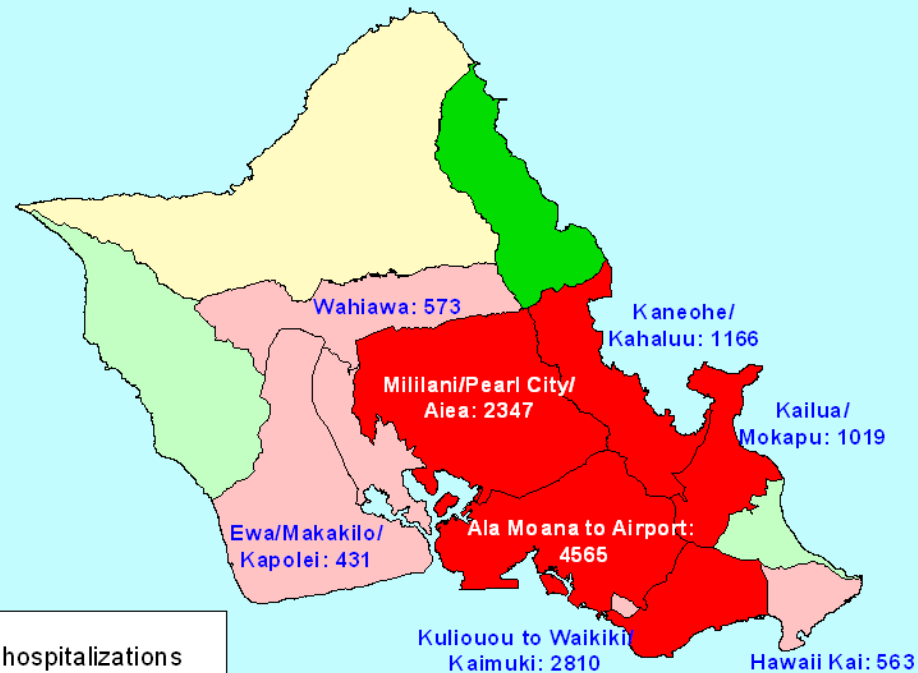 Wahiawa: 573
Kaneohe/
Kahaluu: 1166
Mililani/Pearl City/
Aiea: 2347
Kailua/
Mokapu: 1019
Ewa/Makakilo/
Kapolei: 431
Ala Moana to Airport:
4565
Kuliouou to Waikiki/
Kaimuki: 2810
Hawaii Kai: 563
hospitalizations